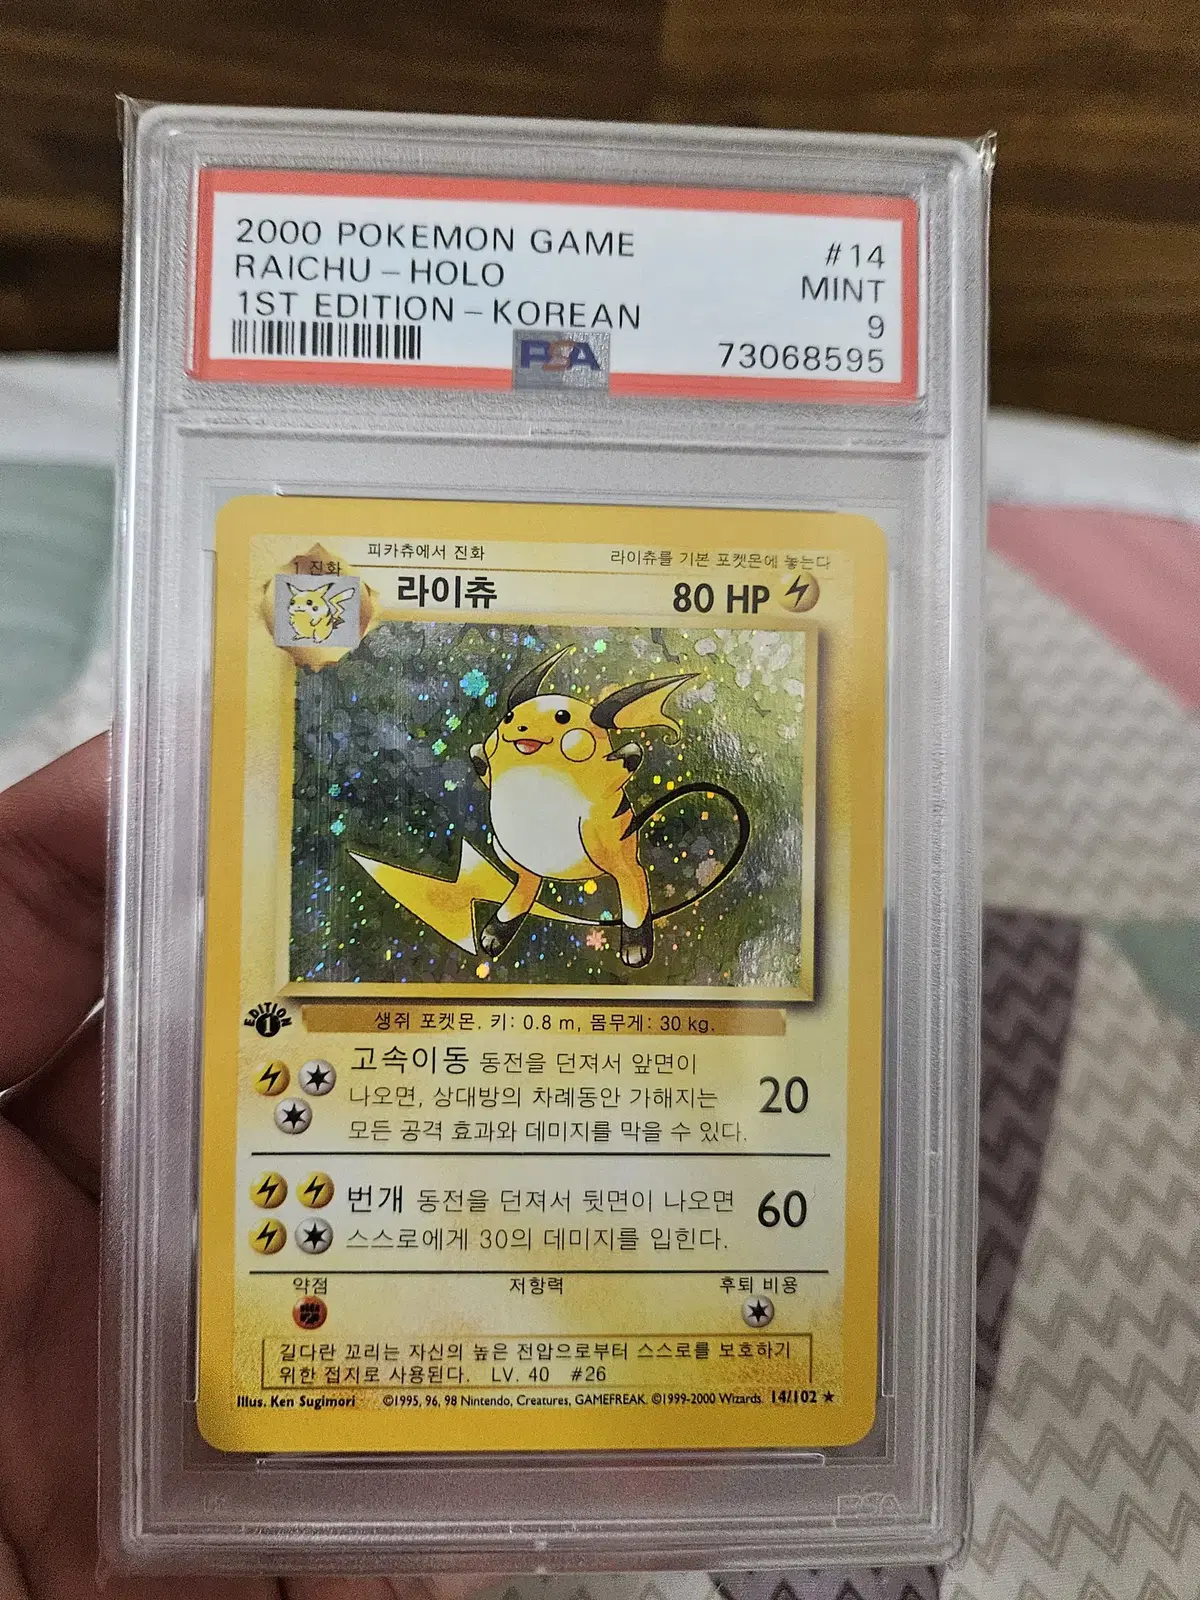 2000 POKEMON GAME
#14
RAICHU - HOLO
MINT
1ST EDITION - KOREAN
9
PSA
73068595
피카츄에서 진화
라이츄를 기본 포켓몬에 놓는다
1 진화
라이츄
80 HP
EDITION
1
생쥐 포켓몬. 키: 0.8 m, 몸무게: 30 kg.
고속이동 동전을 던져서 앞면이
나오면, 상대방의 차례동안 가해지는
모든 공격 효과와 데미지를 막을 수 있다.
20
번개 동전을 던져서 뒷면이 나오면
스스로에게 30의 데미지를 입힌다.
60
약점
저항력
후퇴 비용
길다란 꼬리는 자신의 높은 전압으로부터 스스로를 보호하기
위한 접지로 사용된다. LV. 40 #26
Illus. Ken Sugimori ©1995, 96, 98 Nintendo, Creatures, GAMEFREAK. ©1999-2000 Wizards. 14/102 ★
PSA